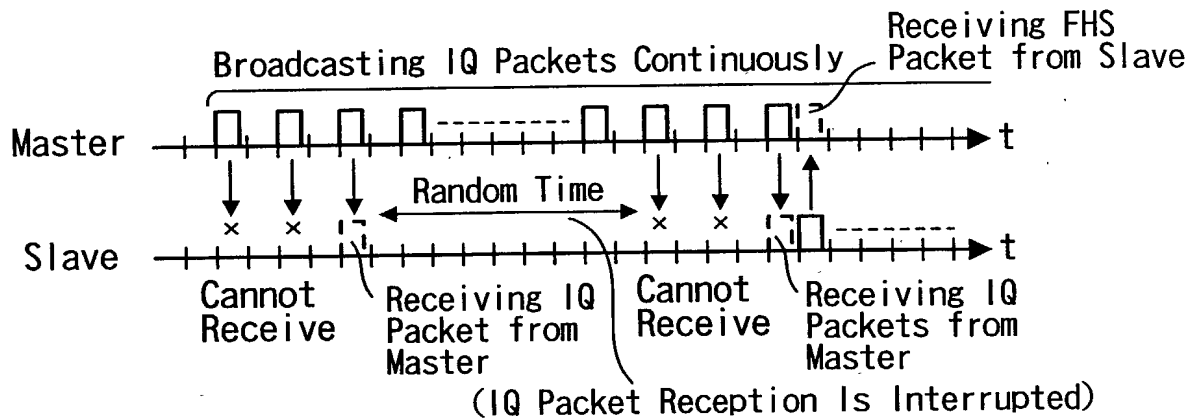 Receiving FHS
Packet from Slave
Broadcasting IQ Packets Continuously
Master
t
Random Time
× × × ×
Slave
t
Cannot
Receive
Receiving IQ
Packet from
Master
Cannot
Receive
Receiving IQ
Packets from
Master
(IQ Packet Reception Is Interrupted)